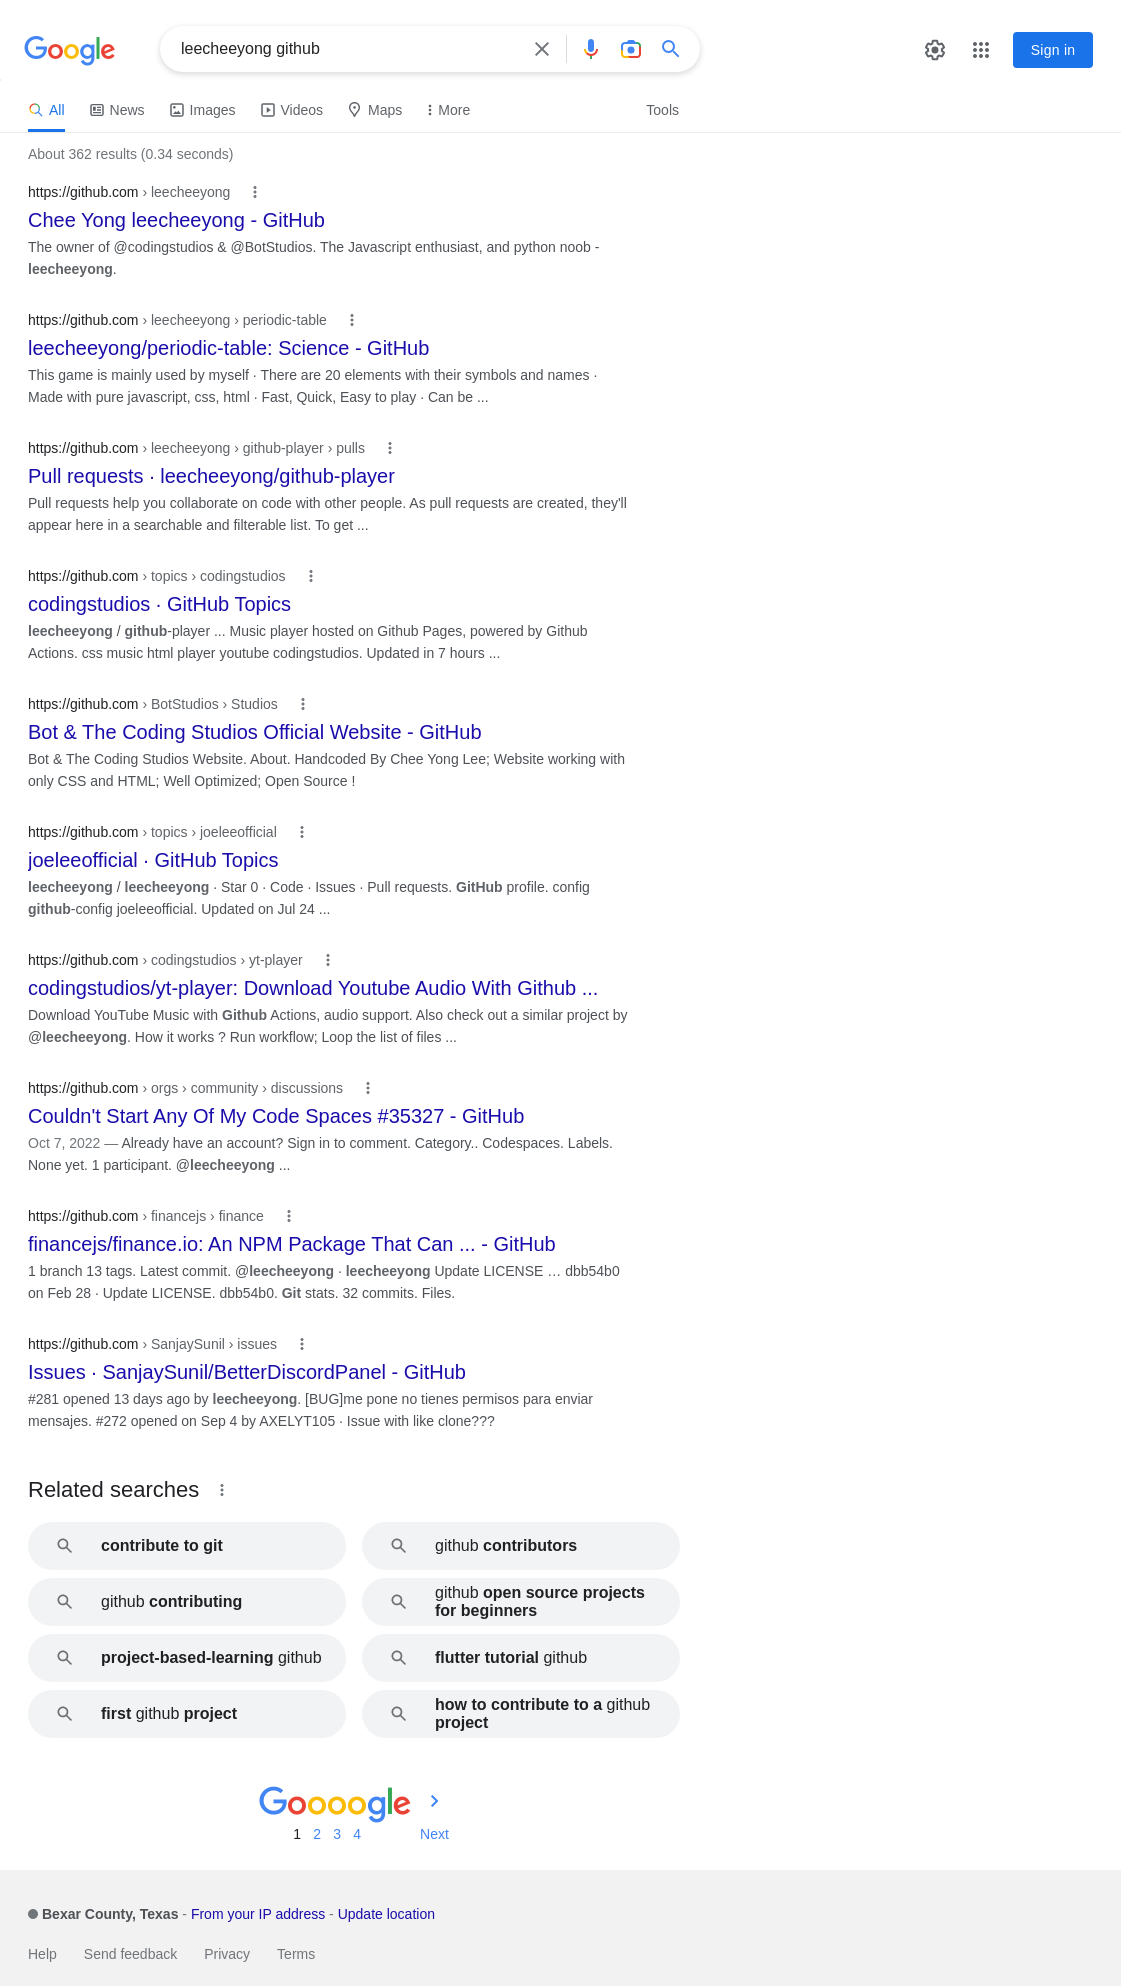 Google
leecheeyong github
Sign in
All News Images Videos Maps More Tools
About 362 results (0.34 seconds)
https://github.com › leecheeyong
Chee Yong leecheeyong - GitHub
The owner of @codingstudios & @BotStudios. The Javascript enthusiast, and python noob -
leecheeyong.
https://github.com › leecheeyong › periodic-table
leecheeyong/periodic-table: Science - GitHub
This game is mainly used by myself · There are 20 elements with their symbols and names ·
Made with pure javascript, css, html · Fast, Quick, Easy to play · Can be ...
https://github.com › leecheeyong › github-player › pulls
Pull requests · leecheeyong/github-player
Pull requests help you collaborate on code with other people. As pull requests are created, they'll
appear here in a searchable and filterable list. To get ...
https://github.com › topics › codingstudios
codingstudios · GitHub Topics
leecheeyong / github-player ... Music player hosted on Github Pages, powered by Github
Actions. css music html player youtube codingstudios. Updated in 7 hours ...
https://github.com › BotStudios › Studios
Bot & The Coding Studios Official Website - GitHub
Bot & The Coding Studios Website. About. Handcoded By Chee Yong Lee; Website working with
only CSS and HTML; Well Optimized; Open Source !
https://github.com › topics › joeleeofficial
joeleeofficial · GitHub Topics
leecheeyong / leecheeyong · Star 0 · Code · Issues · Pull requests. GitHub profile. config
github-config joeleeofficial. Updated on Jul 24 ...
https://github.com › codingstudios › yt-player
codingstudios/yt-player: Download Youtube Audio With Github ...
Download YouTube Music with Github Actions, audio support. Also check out a similar project by
@leecheeyong. How it works ? Run workflow; Loop the list of files ...
https://github.com › orgs › community › discussions
Couldn't Start Any Of My Code Spaces #35327 - GitHub
Oct 7, 2022 — Already have an account? Sign in to comment. Category.. Codespaces. Labels.
None yet. 1 participant. @leecheeyong ...
https://github.com › financejs › finance
financejs/finance.io: An NPM Package That Can ... - GitHub
1 branch 13 tags. Latest commit. @leecheeyong · leecheeyong Update LICENSE … dbb54b0
on Feb 28 · Update LICENSE. dbb54b0. Git stats. 32 commits. Files.
https://github.com › SanjaySunil › issues
Issues · SanjaySunil/BetterDiscordPanel - GitHub
#281 opened 13 days ago by leecheeyong. [BUG]me pone no tienes permisos para enviar
mensajes. #272 opened on Sep 4 by AXELYT105 · Issue with like clone???
Related searches
contribute to git
github contributors
github contributing
github open source projects
for beginners
project-based-learning github
flutter tutorial github
first github project
how to contribute to a github
project
Goooogle
1 2 3 4 Next
Bexar County, Texas - From your IP address - Update location
Help Send feedback Privacy Terms